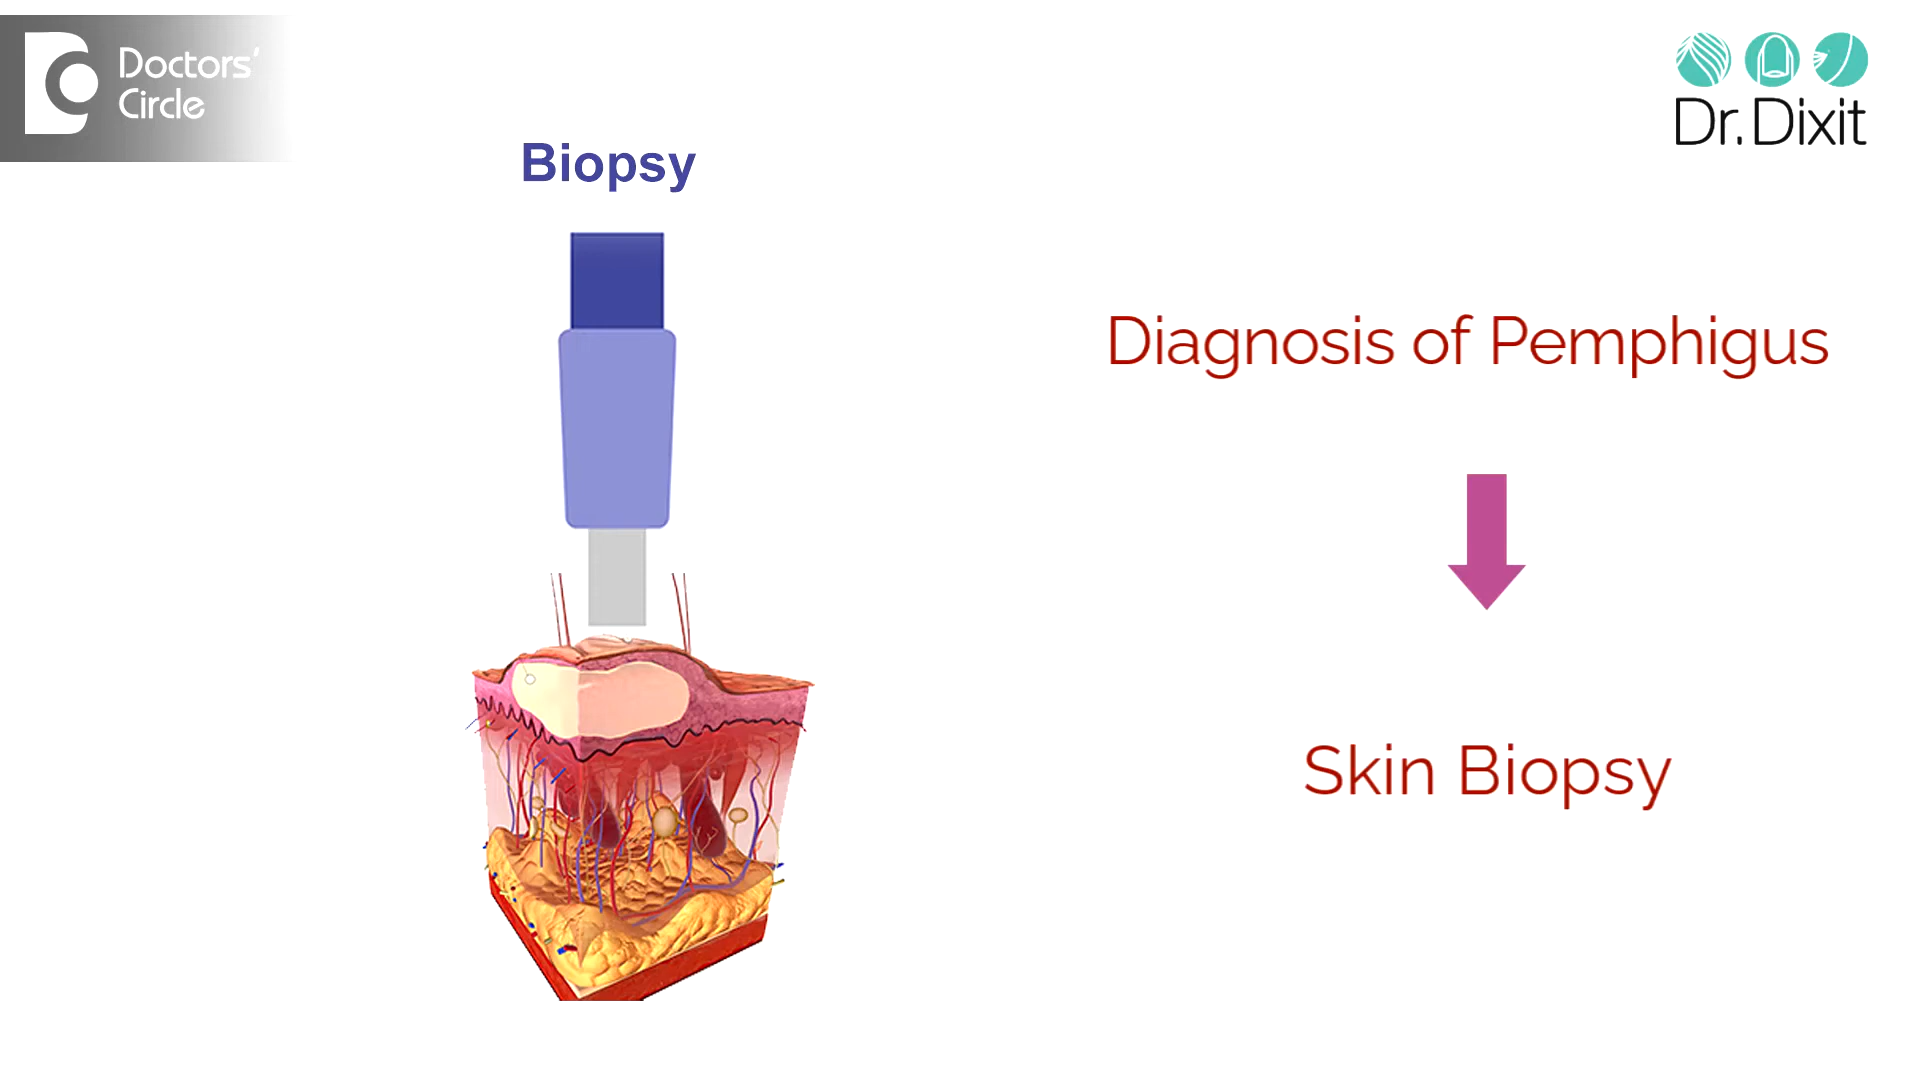 Doctors'
Circle
Dr. Dixit
Biopsy
Diagnosis of Pemphigus
Skin Biopsy